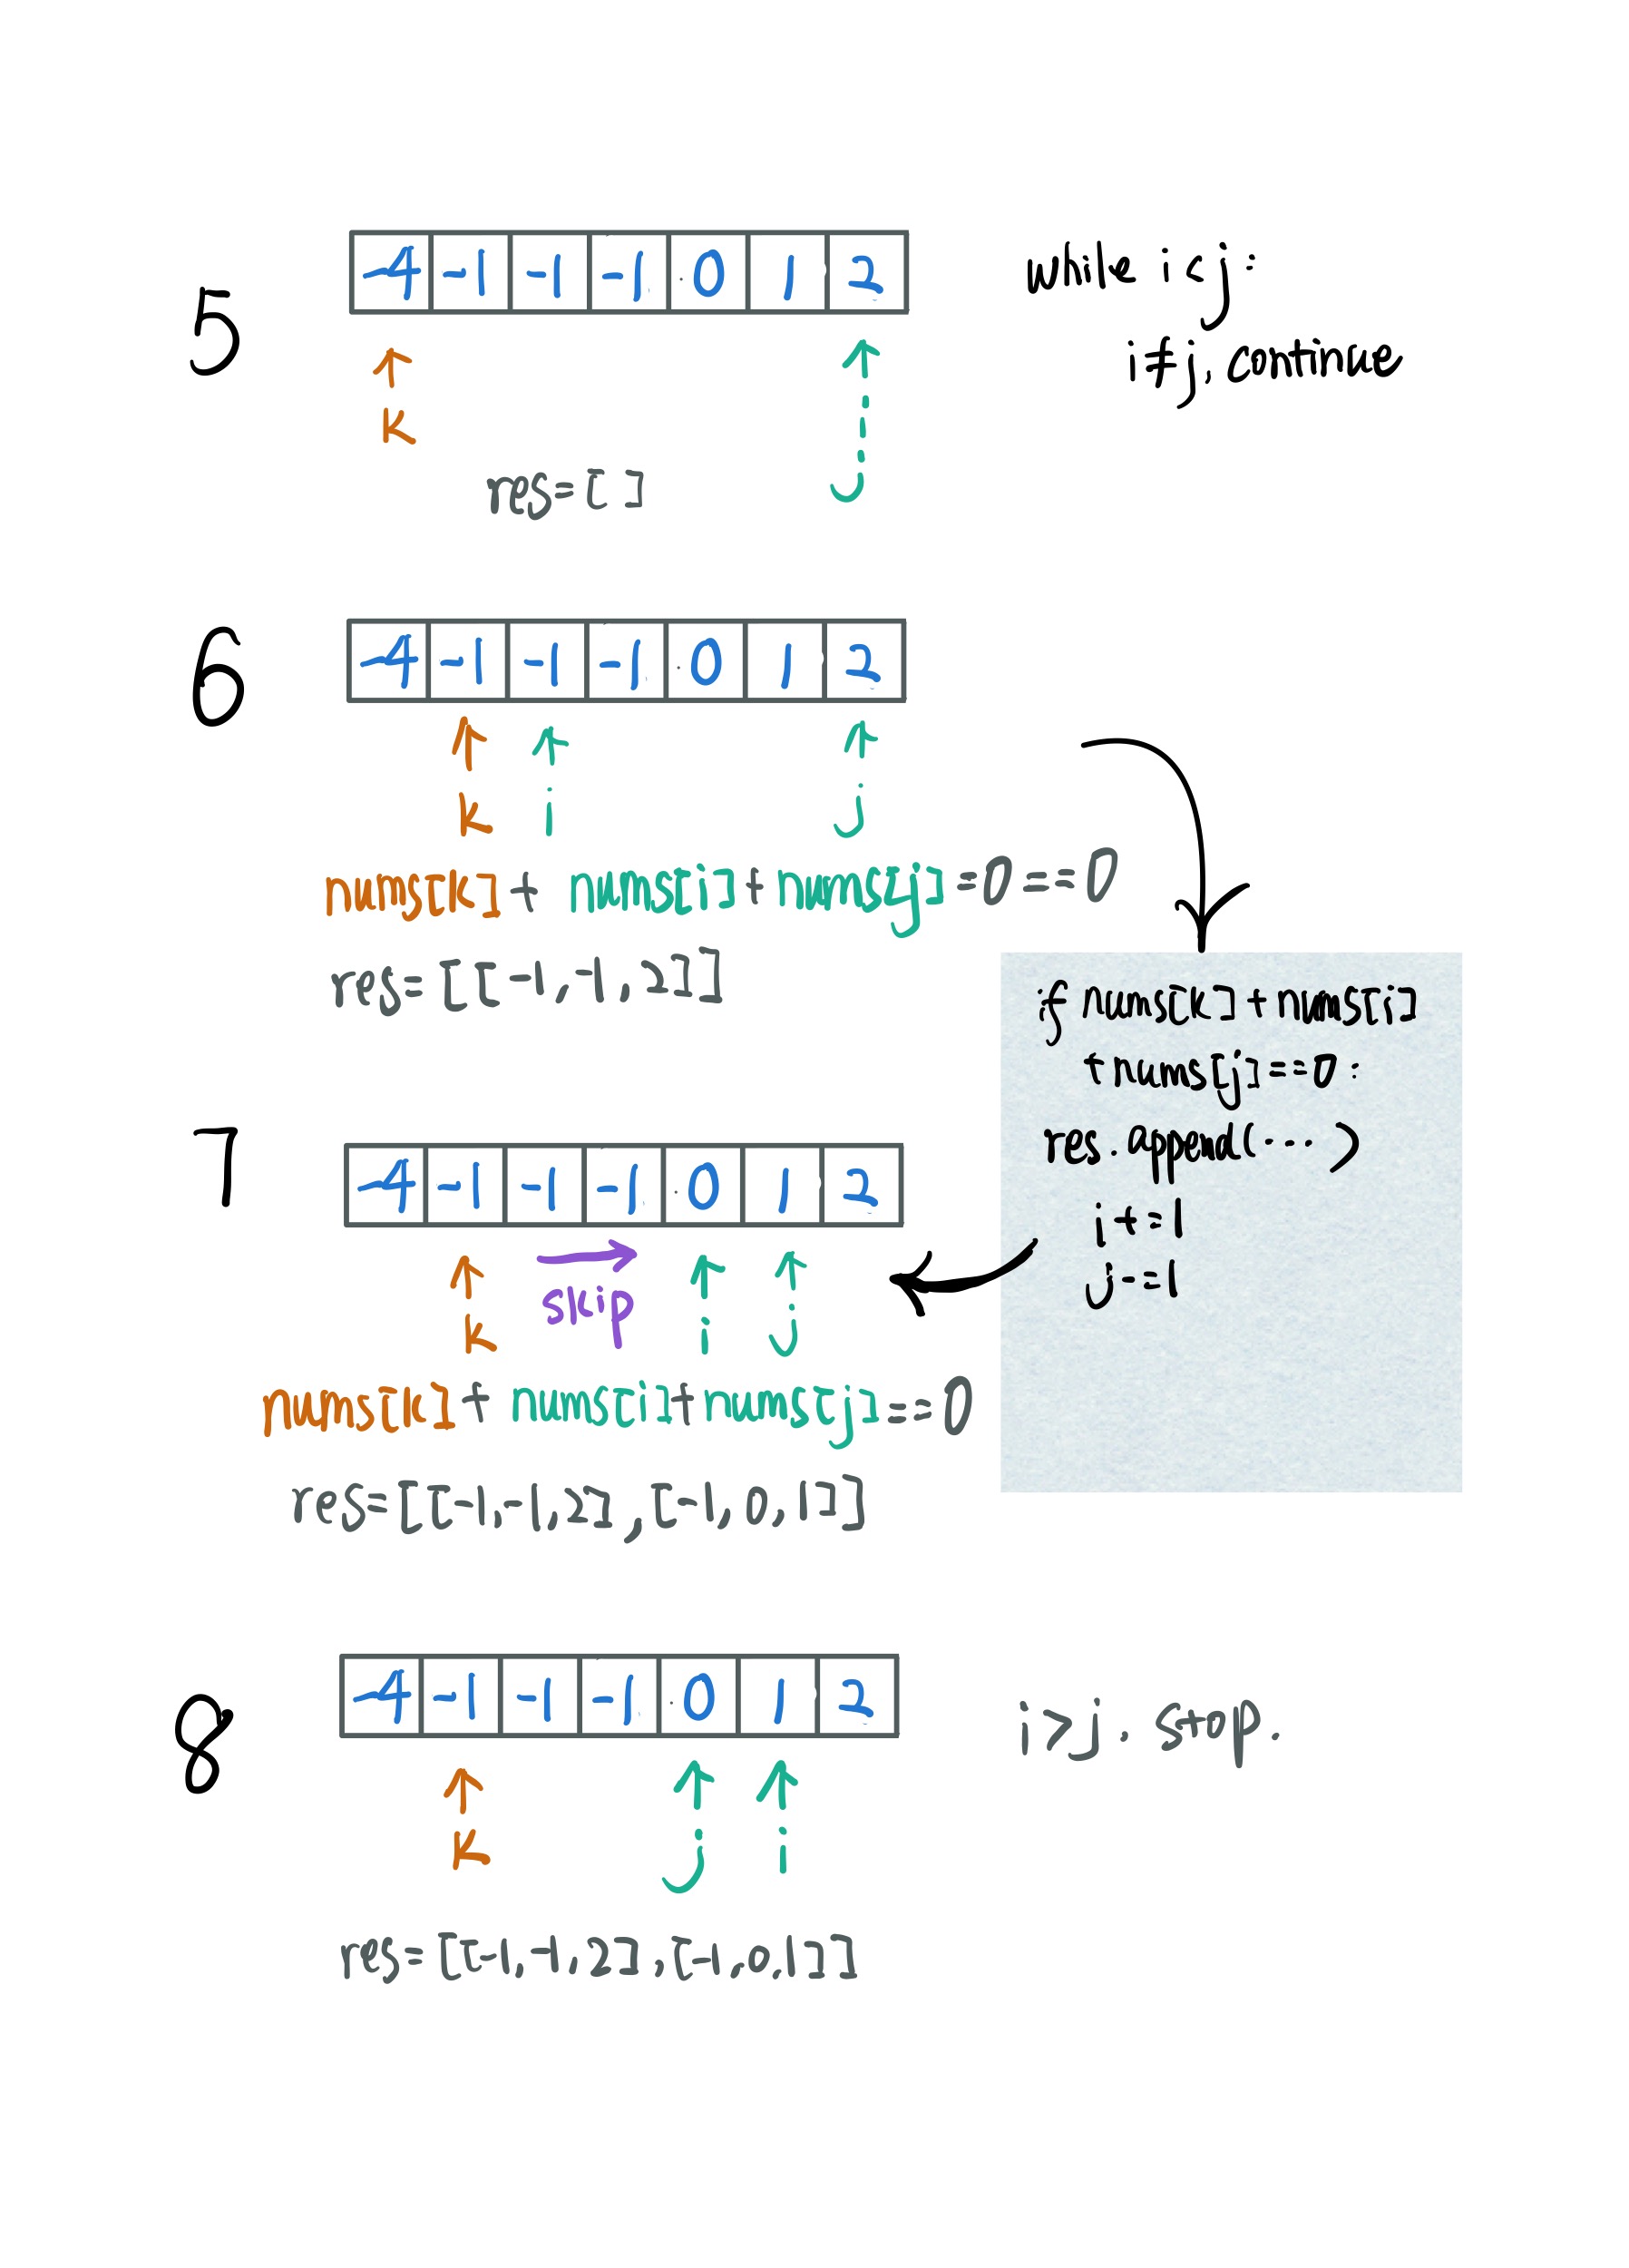 5
-4 -1 -1 -1 0 1 2
while i<j:
i≠j, continue
k
j
res=[ ]
6
-4 -1 -1 -1 0 1 2
k i j
nums[k]+ nums[i]+nums[j]=0==0
res=[[-1,-1,2]]
if nums[k]+nums[i]
+nums[j]==0:
res.append(...)
i+=1
j-=1
7
-4 -1 -1 -1 0 1 2
k skip i j
nums[k]+ nums[i]+nums[j]==0
res=[[-1,-1,2],[-1,0,1]]
8
-4 -1 -1 -1 0 1 2
i>j. stop.
k j i
res=[[-1,-1,2],[-1,0,1]]